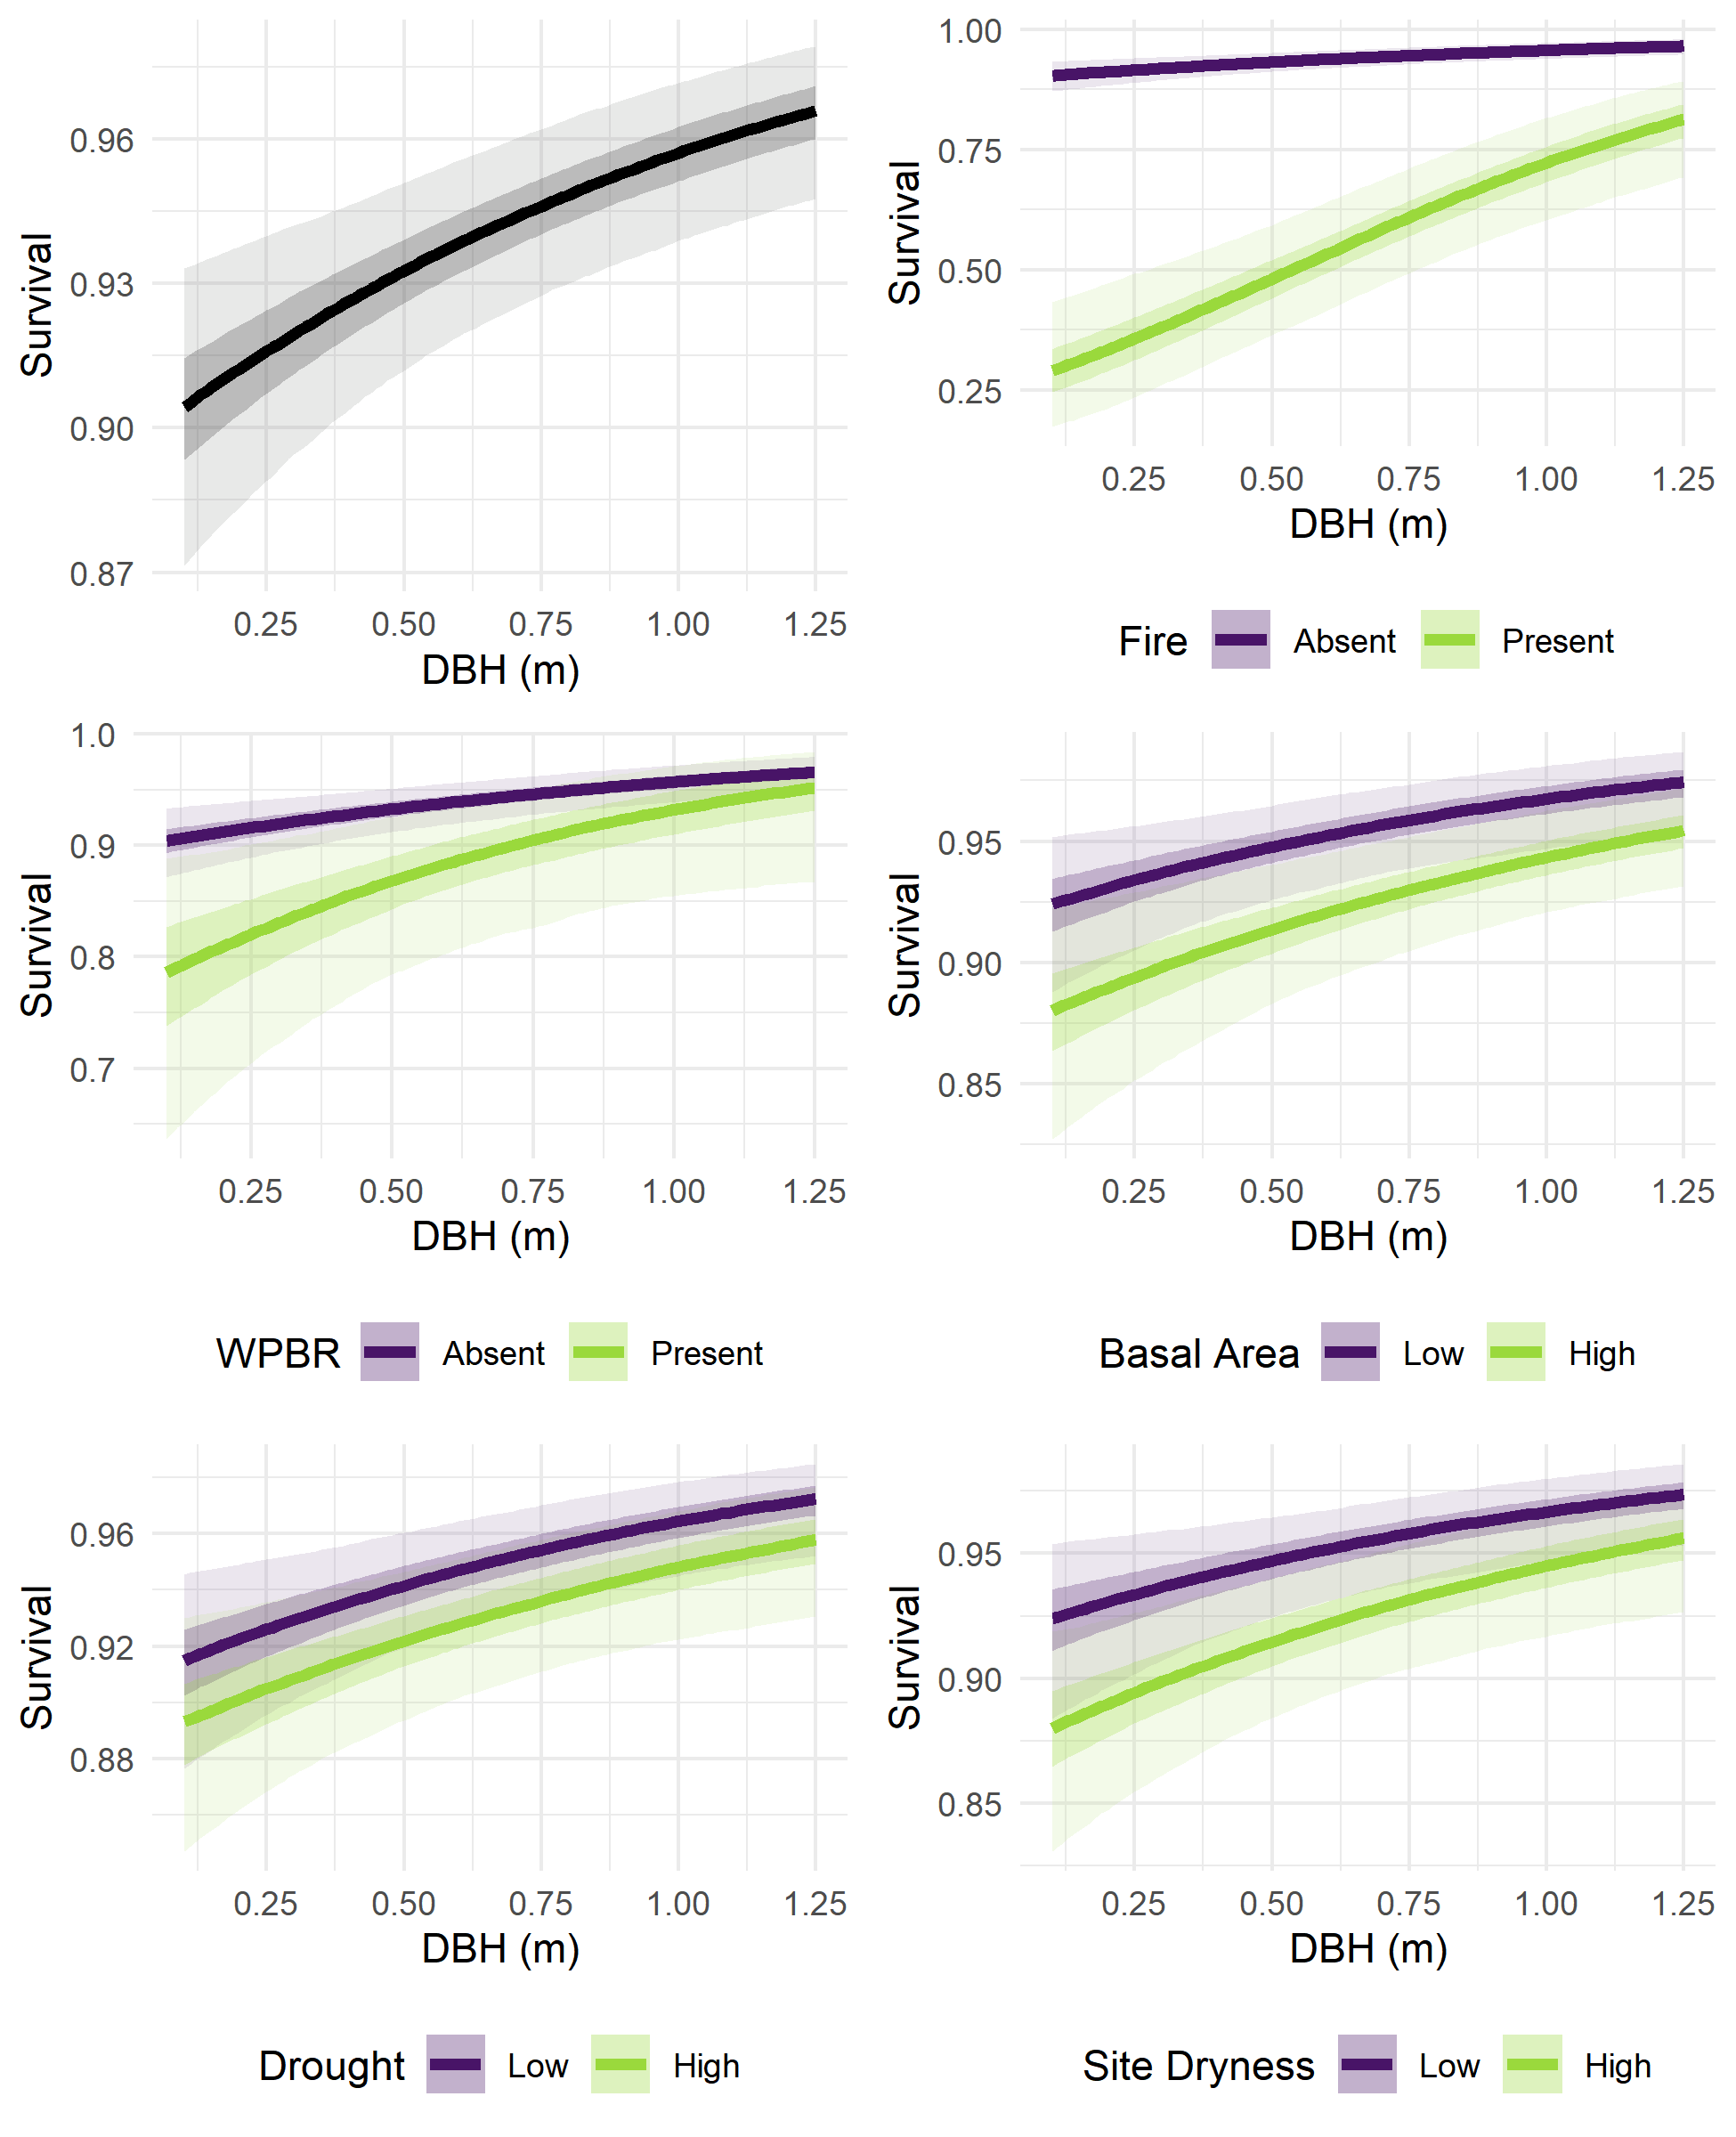 Survival
0.96
0.93
0.90
0.87
0.25 0.50 0.75 1.00 1.25
DBH (m)
Survival
1.00
0.75
0.50
0.25
0.25 0.50 0.75 1.00 1.25
DBH (m)
Fire Absent Present
Survival
1.0
0.9
0.8
0.7
0.25 0.50 0.75 1.00 1.25
DBH (m)
WPBR Absent Present
Survival
0.95
0.90
0.85
0.25 0.50 0.75 1.00 1.25
DBH (m)
Basal Area Low High
Survival
0.96
0.92
0.88
0.25 0.50 0.75 1.00 1.25
DBH (m)
Drought Low High
Survival
0.95
0.90
0.85
0.25 0.50 0.75 1.00 1.25
DBH (m)
Site Dryness Low High